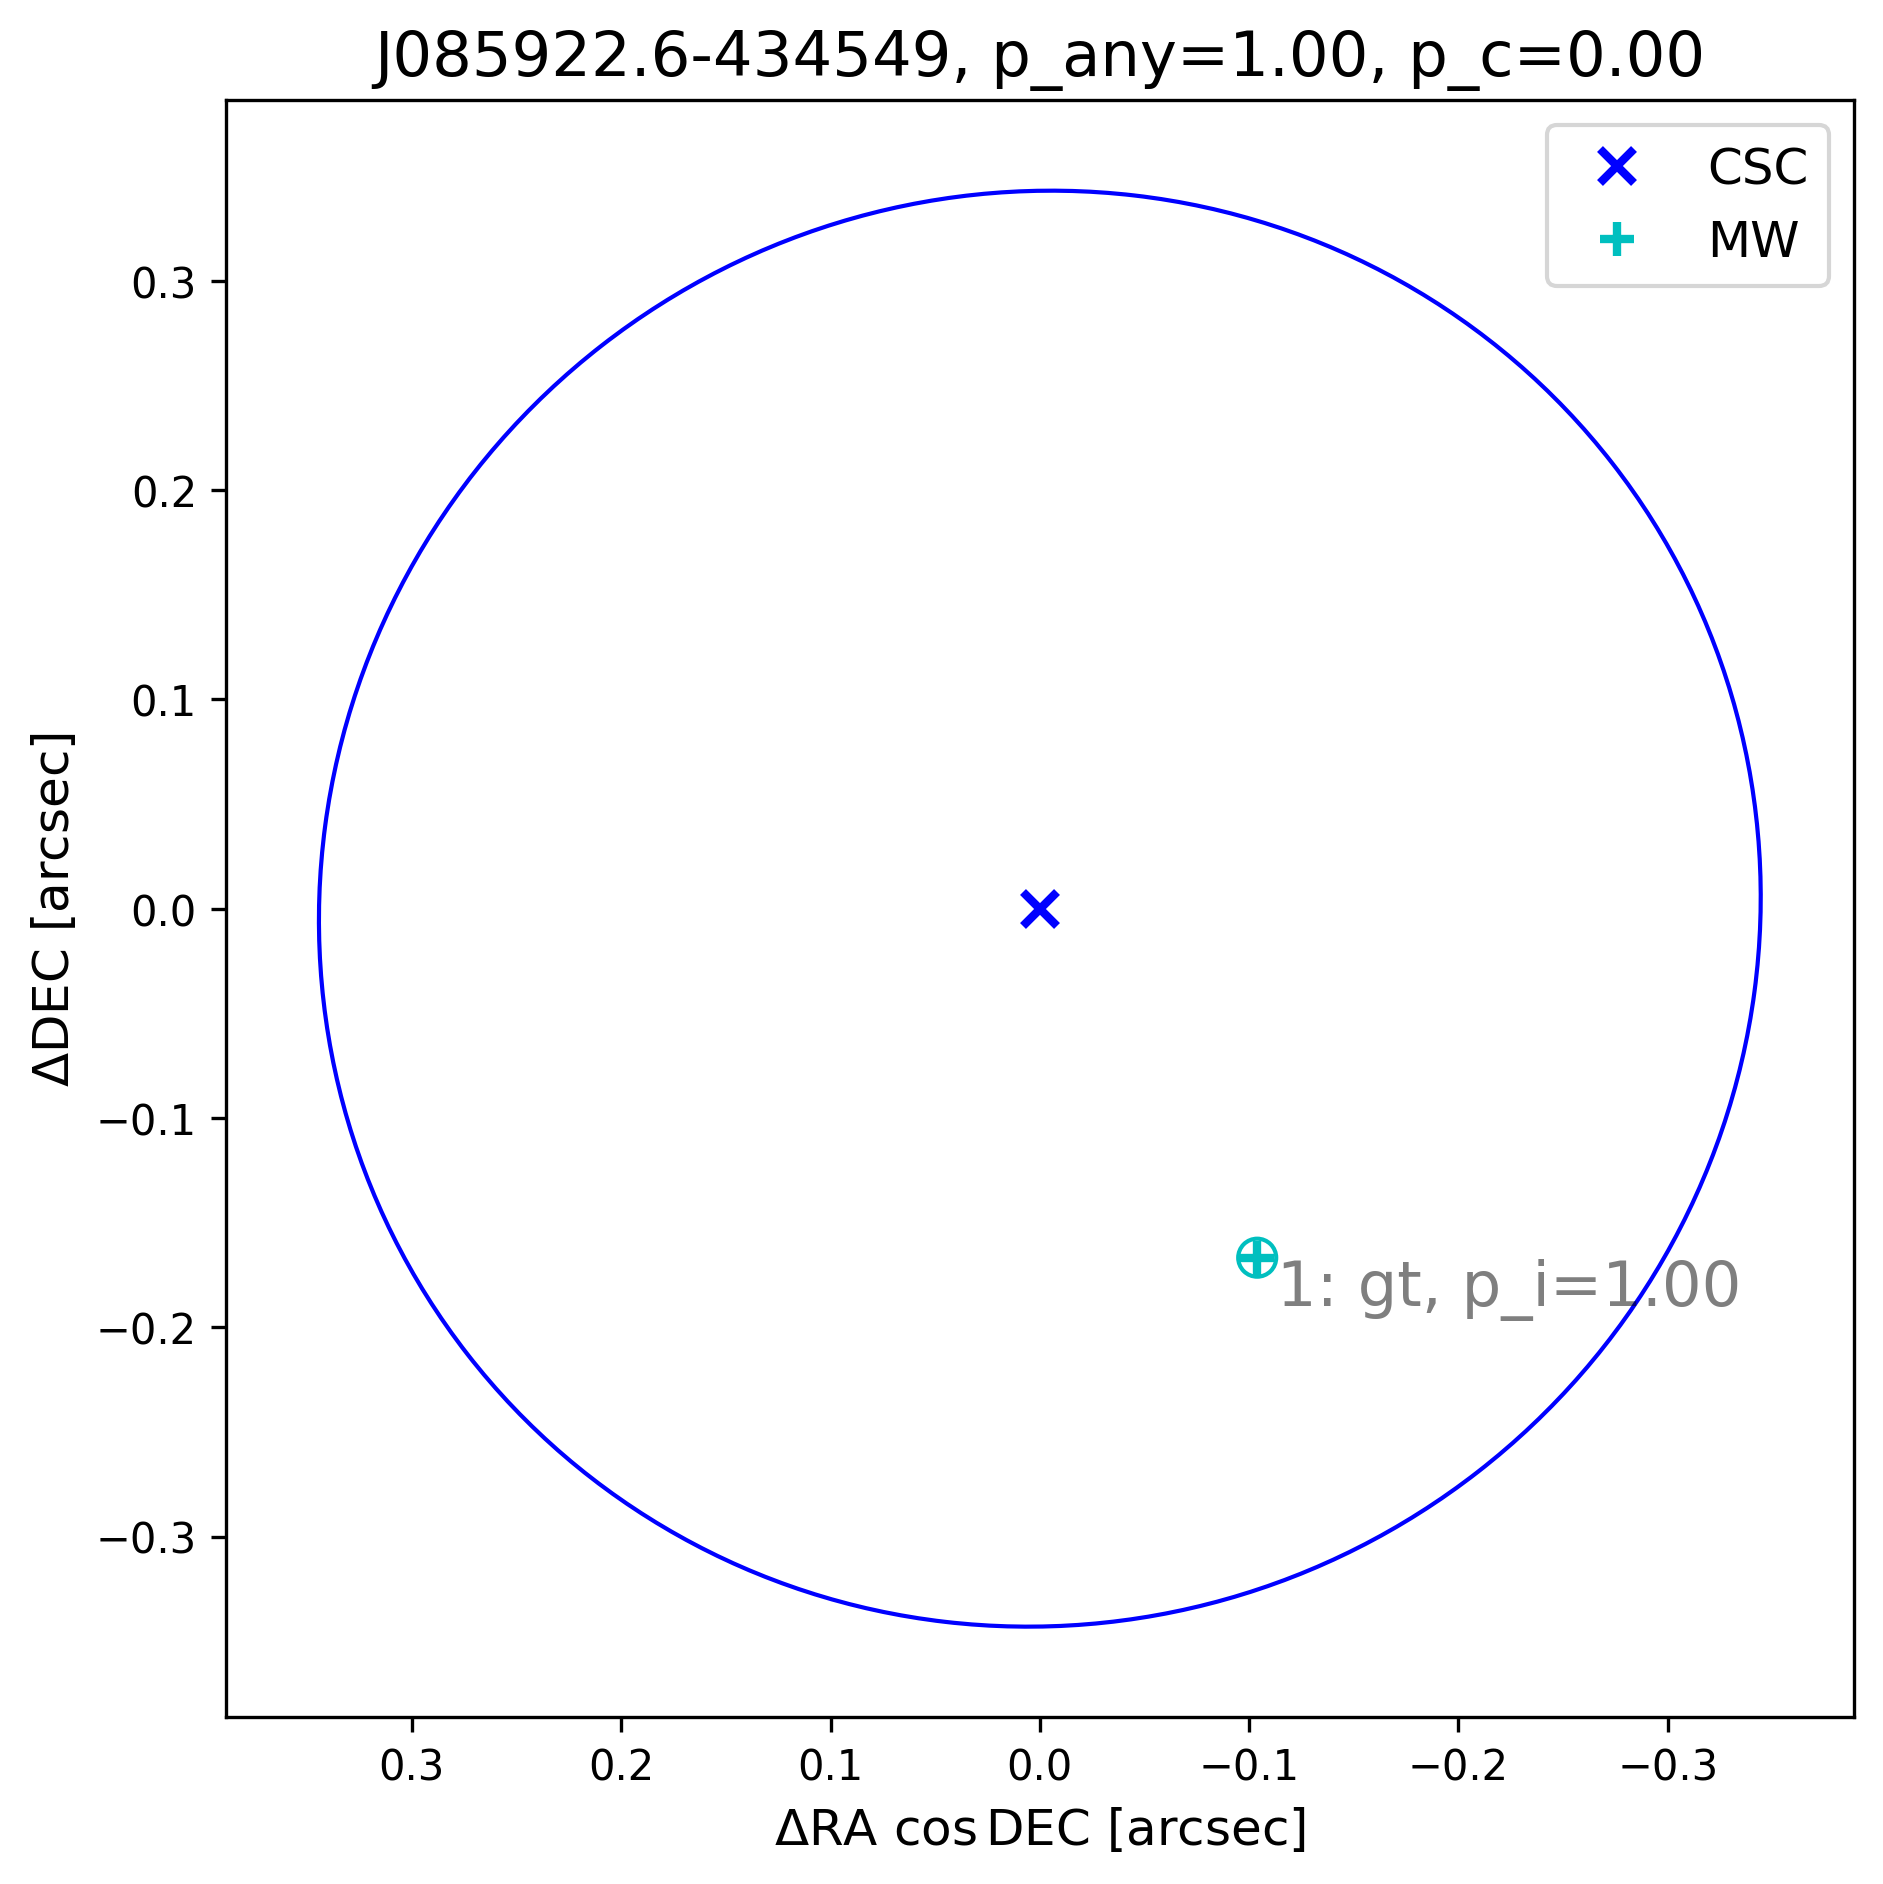 J085922.6-434549, p_any=1.00, p_c=0.00
CSC
MW
0.3
0.2
0.1
0.0
−0.1
−0.2
−0.3
ΔDEC [arcsec]
1: gt, p_i=1.00
0.3
0.2
0.1
0.0
−0.1
−0.2
−0.3
ΔRA cos DEC [arcsec]